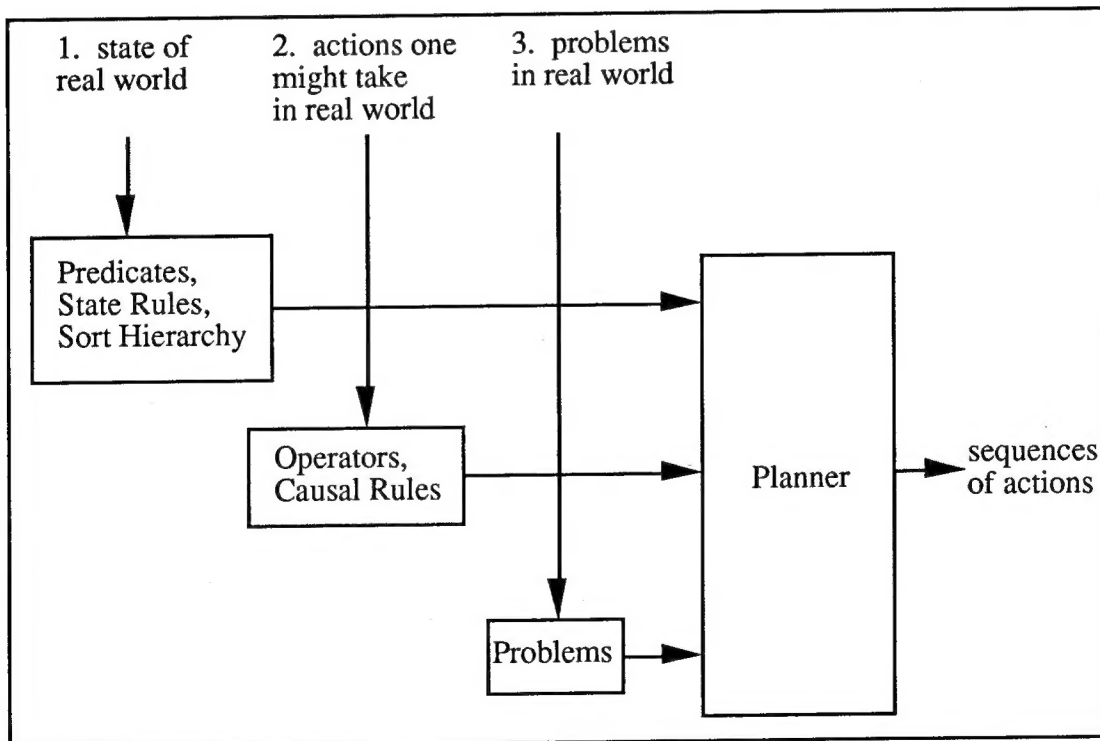 1. state of
real world
2. actions one
might take
in real world
3. problems
in real world
Predicates,
State Rules,
Sort Hierarchy
Operators,
Causal Rules
Problems
Planner
sequences
of actions